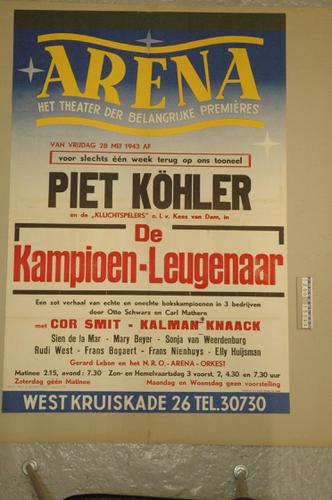 ARENA
HET THEATER DER BELANGRIJKE PREMIÈRES
VAN VRIJDAG 28 MEI 1943 AF
voor slechts één week terug op ons tooneel
PIET KÖHLER
en de „KLUCHTSPELERS" o. l. v. Kees van Dam, in
De
Kampioen-Leugenaar
Een zot verhaal van echte en onechte bokskampioenen in 3 bedrijven
door Otto Schwarz en Carl Mathern
met COR SMIT - KALMAN KNAACK
Sien de la Mar - Mary Beyer - Sonja van Weerdenburg
Rudi West - Frans Bogaert - Frans Nienhuys - Elly Huijsman
Gerard Lebon en het N. R. O. - ARENA - ORKEST
Matinee 2.15, avond : 7.30 Zon- en Hemelvaartsdag 3 voorst. 2, 4.30 en 7.30 uur
Zaterdag géén Matinee Maandag en Woensdag geen voorstelling
WEST KRUISKADE 26 TEL. 30730